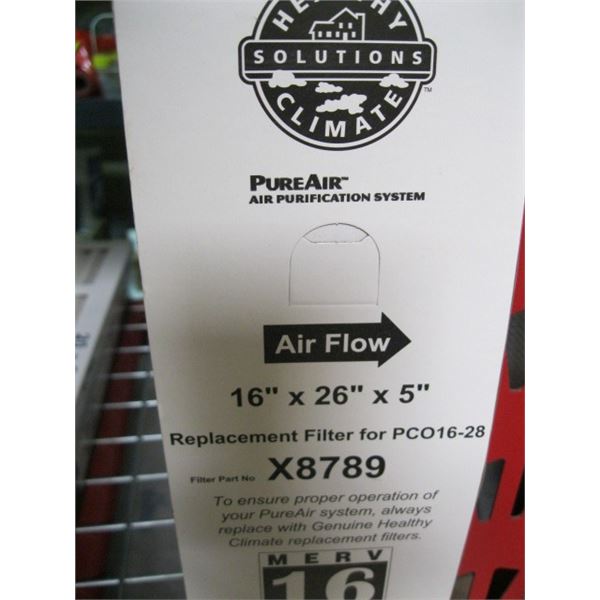 HEALTHY
SOLUTIONS
CLIMATE™
PUREAIR™
AIR PURIFICATION SYSTEM
Air Flow
16" x 26" x 5"
Replacement Filter for PCO16-28
Filter Part No X8789
To ensure proper operation of
your PureAir system, always
replace with Genuine Healthy
Climate replacement filters.
MERV
16